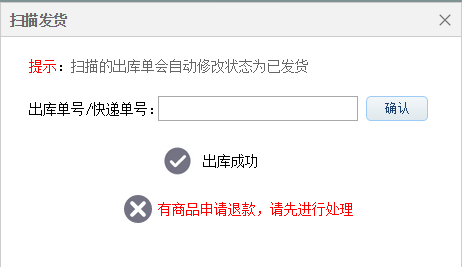 扫描发货
提示：扫描的出库单会自动修改状态为已发货
出库单号/快递单号： 确认
出库成功
有商品申请退款，请先进行处理